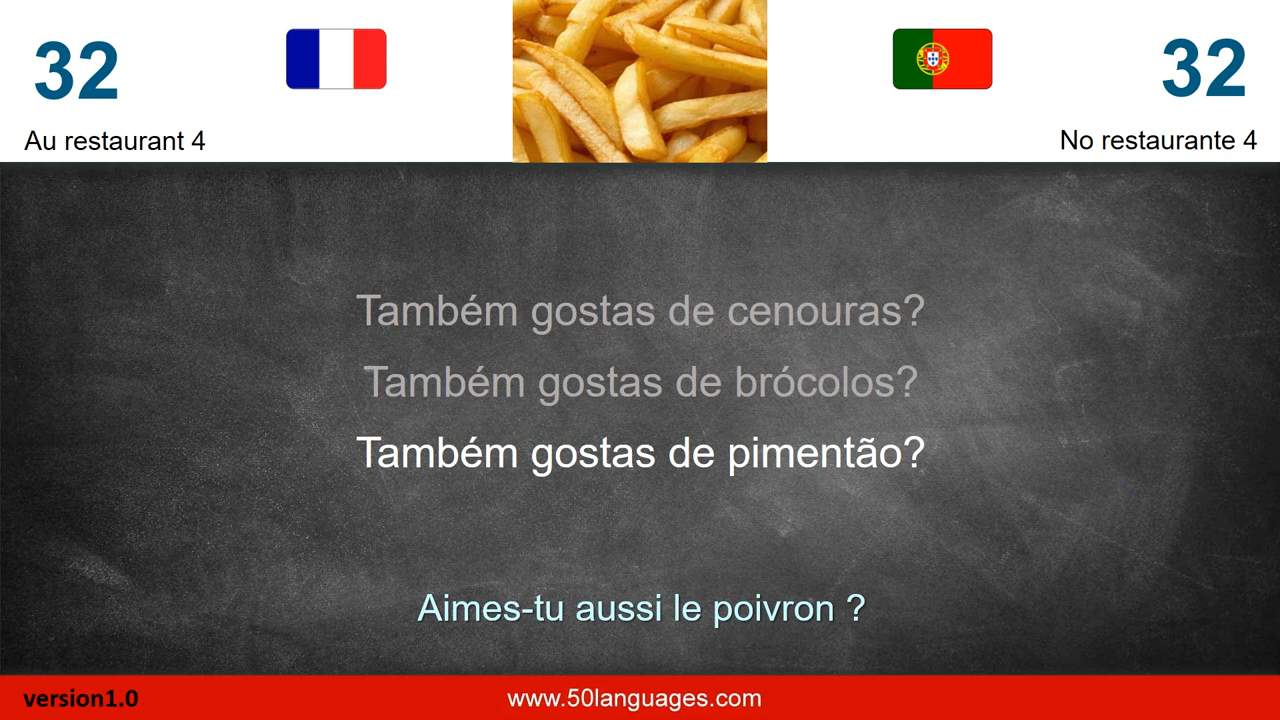 32
32
Au restaurant 4
No restaurante 4
Também gostas de cenouras?
Também gostas de brócolos?
Também gostas de pimentão?
Aimes-tu aussi le poivron ?
version1.0
www.50languages.com